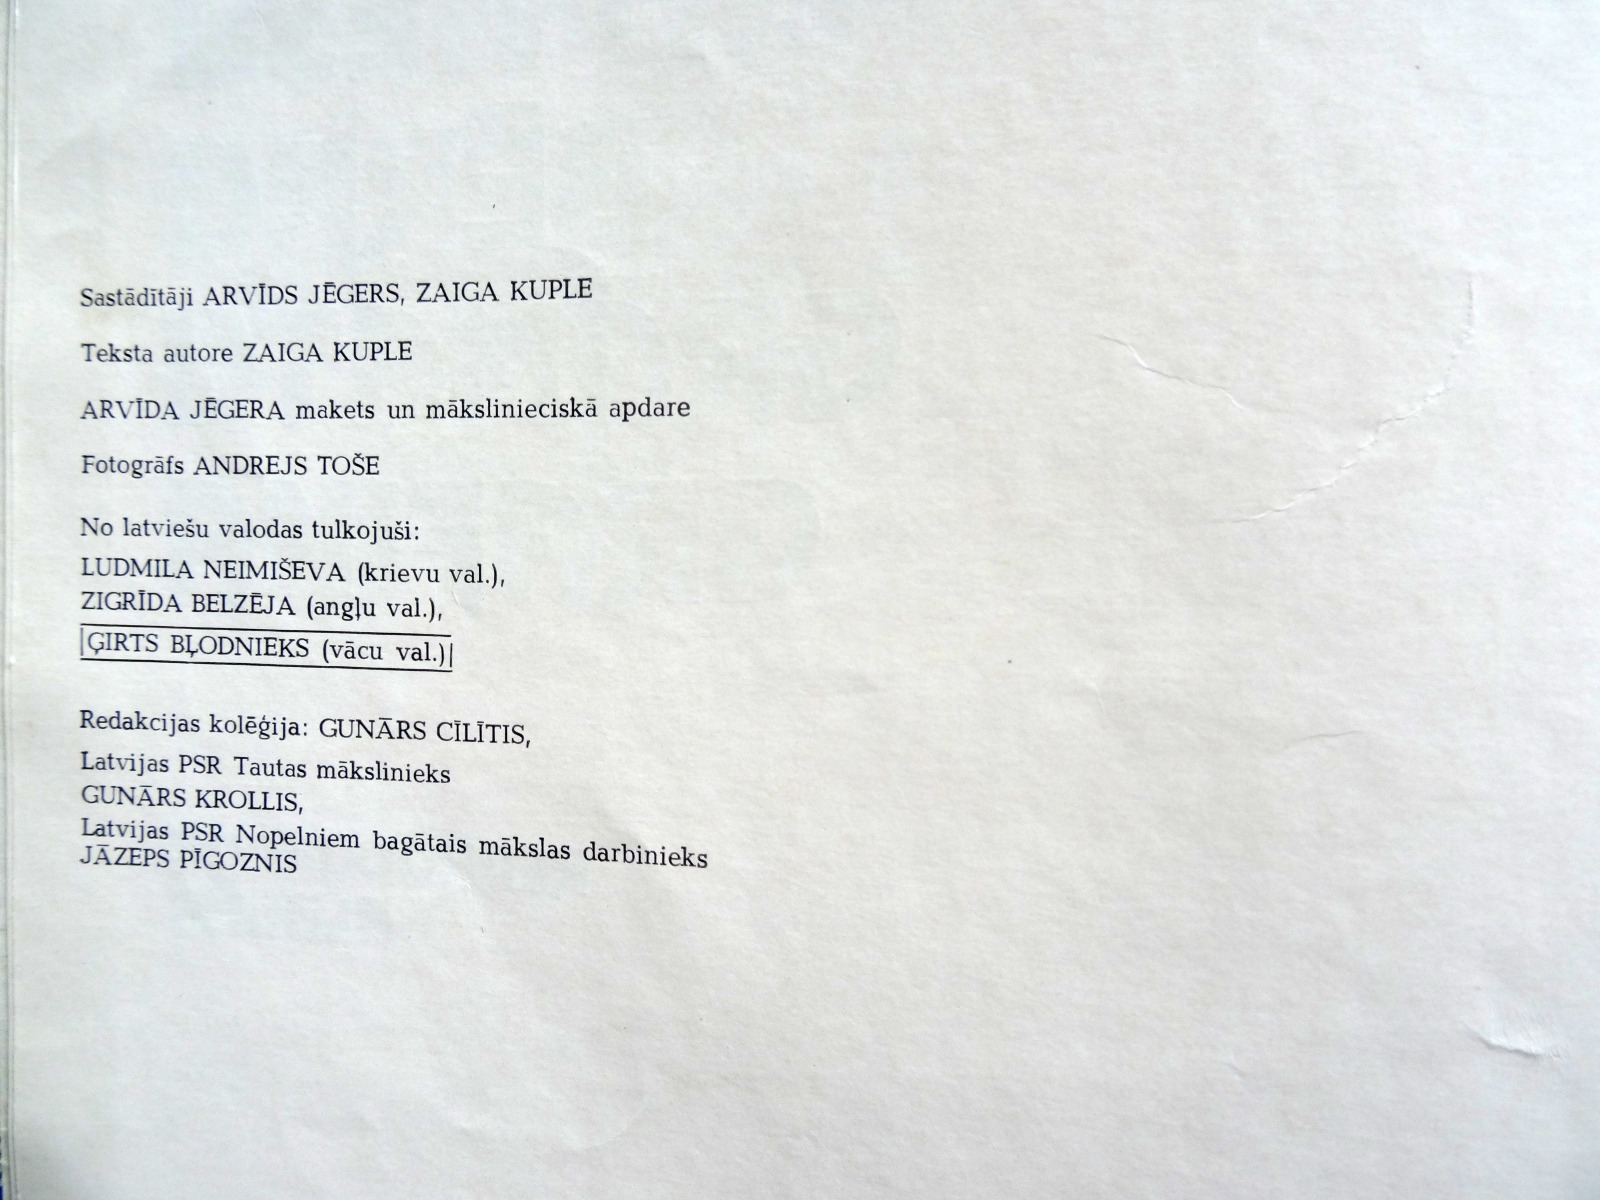 Sastādītāji ARVĪDS JĒGERS, ZAIGA KUPLE
Teksta autore ZAIGA KUPLE
ARVĪDA JĒGERA makets un mākslinieciskā apdare
Fotogrāfs ANDREJS TOŠE
No latviešu valodas tulkojuši:
LUDMILA NEIMIŠEVA (krievu val.),
ZIGRĪDA BELZĒJA (angļu val.),
ĢIRTS BĻODNIEKS (vācu val.)
Redakcijas kolēģija: GUNĀRS CĪLĪTIS,
Latvijas PSR Tautas mākslinieks
GUNĀRS KROLLIS,
Latvijas PSR Nopelniem bagātais mākslas darbinieks
JĀZEPS PĪGOZNIS